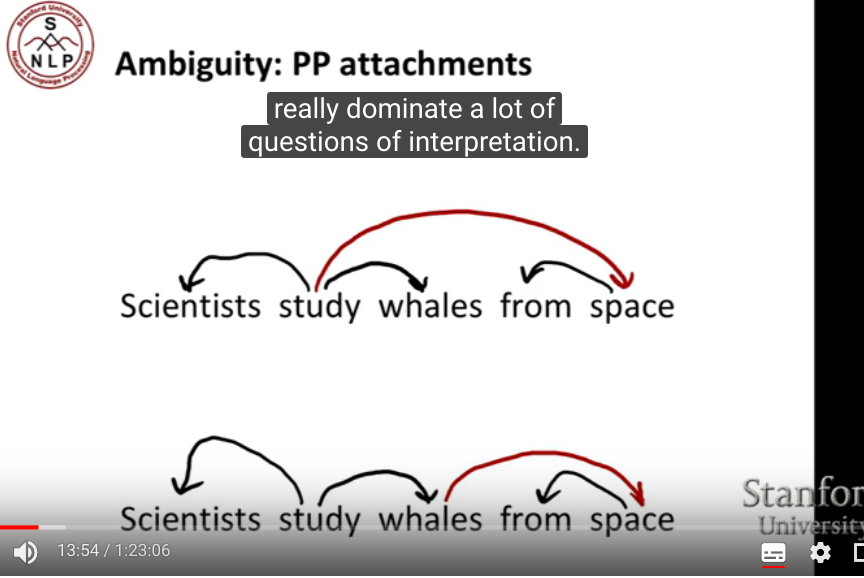 Stanford University
S
NLP
Natural Language Processing
Ambiguity: PP attachments
really dominate a lot of
questions of interpretation.
Scientists study whales from space
Scientists study whales from space
Stanfor
University
13:54 / 1:23:06